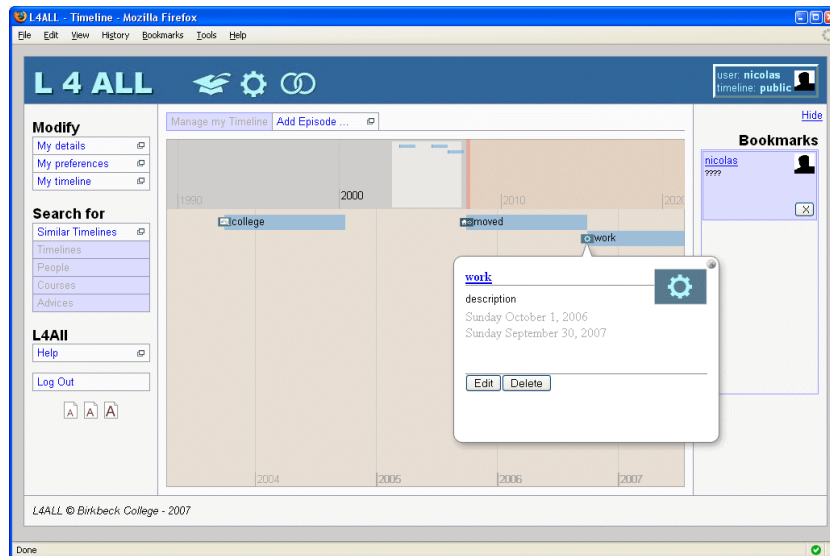 L4ALL - Timeline - Mozilla Firefox
File Edit View History Bookmarks Tools Help
L 4 ALL
user: nicolas
timeline: public
Modify
My details
My preferences
My timeline
Search for
Similar Timelines
Timelines
People
Courses
Advices
L4All
Help
Log Out
A A A
Manage my Timeline Add Episode ...
1990 2000 2010 2020
college moved
work
work
description
Sunday October 1, 2006
Sunday September 30, 2007
Edit Delete
2004 2005 2006 2007
Hide
Bookmarks
nicolas
????
X
L4ALL © Birkbeck College - 2007
Done